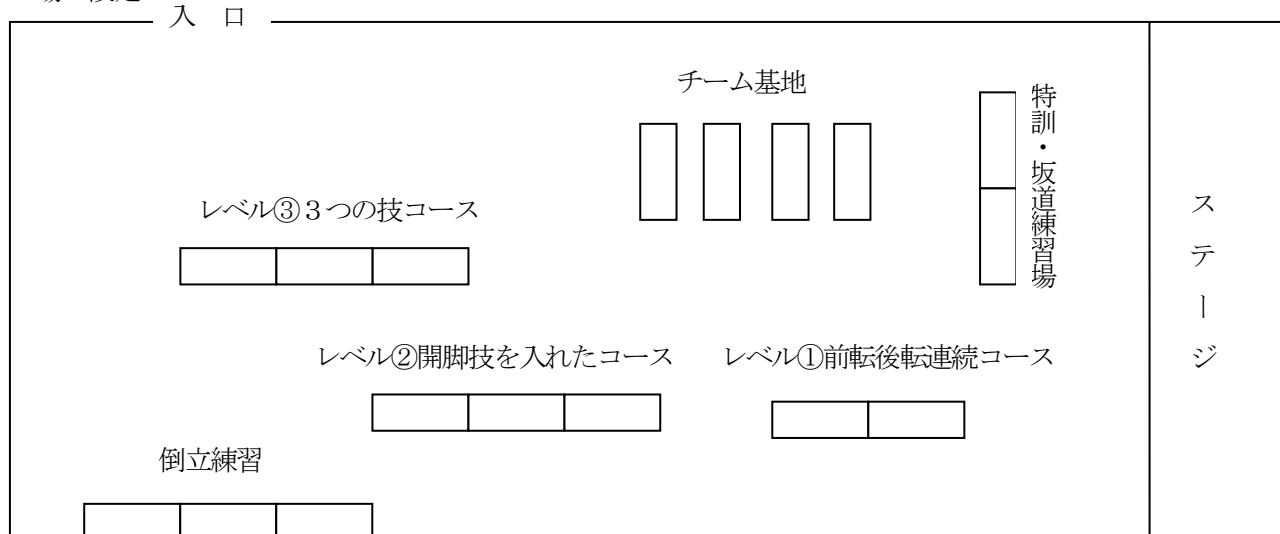 入 口
チーム基地
特訓・坂道練習場
レベル③３つの技コース
ステージ
レベル②開脚技を入れたコース
レベル①前転後転連続コース
倒立練習